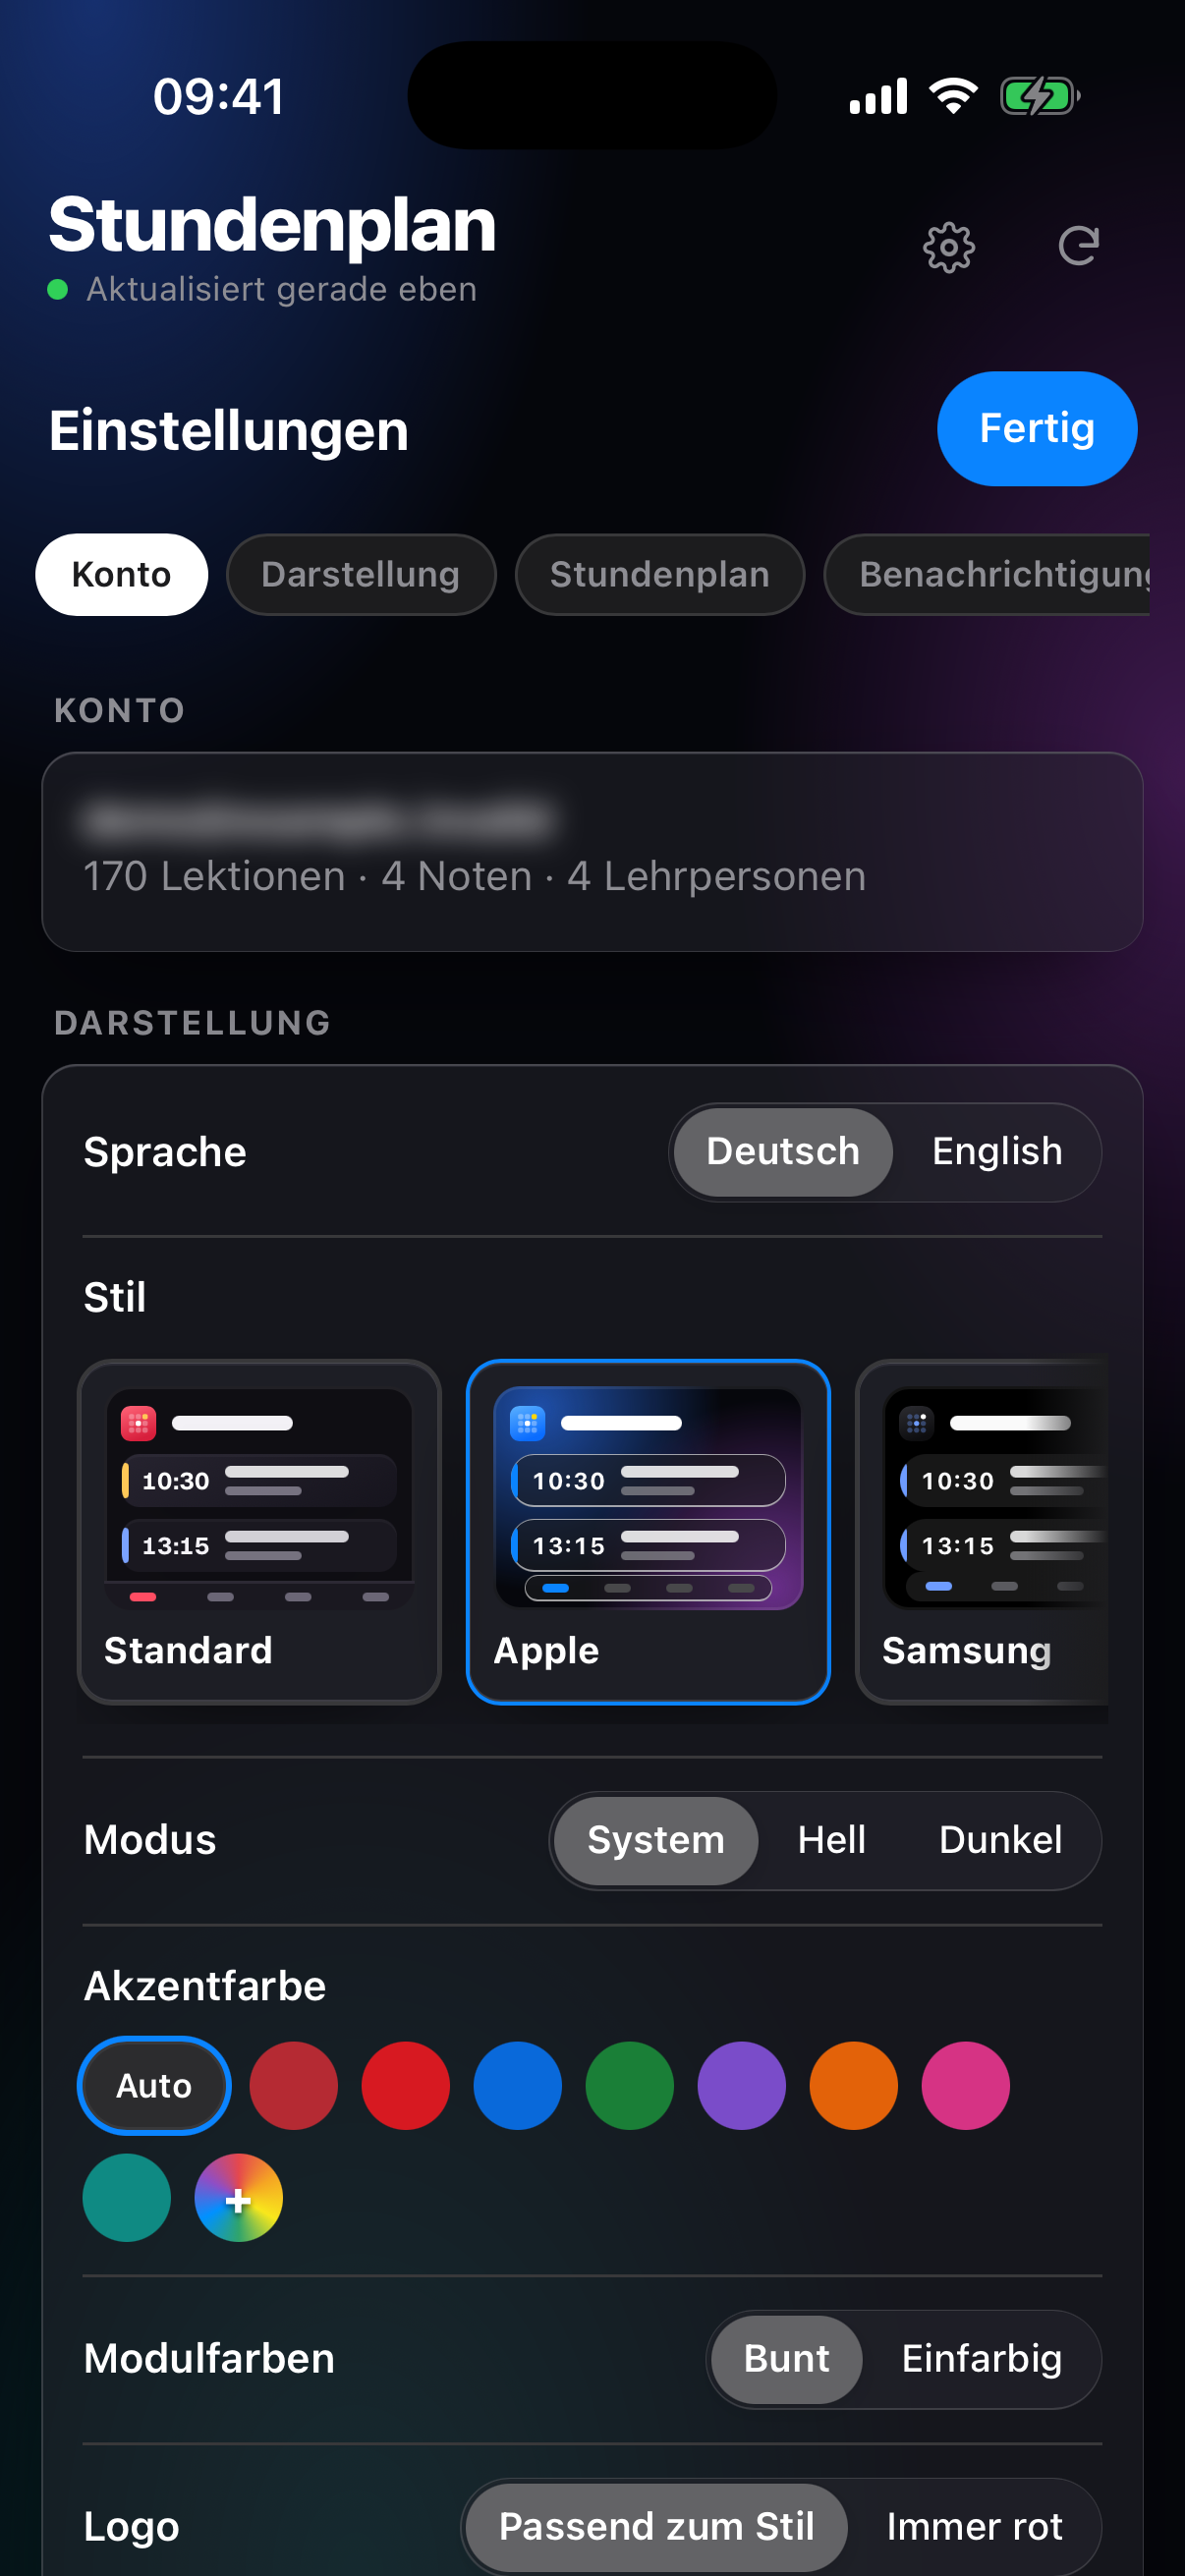 09:41
Stundenplan
Aktualisiert gerade eben
Einstellungen
Fertig
Konto Darstellung Stundenplan Benachrichtigung
KONTO
170 Lektionen · 4 Noten · 4 Lehrpersonen
DARSTELLUNG
Sprache Deutsch English
Stil
10:30 10:30 10:30
13:15 13:15 13:15
Standard Apple Samsung
Modus System Hell Dunkel
Akzentfarbe
Auto
+
Modulfarben Bunt Einfarbig
Logo Passend zum Stil Immer rot